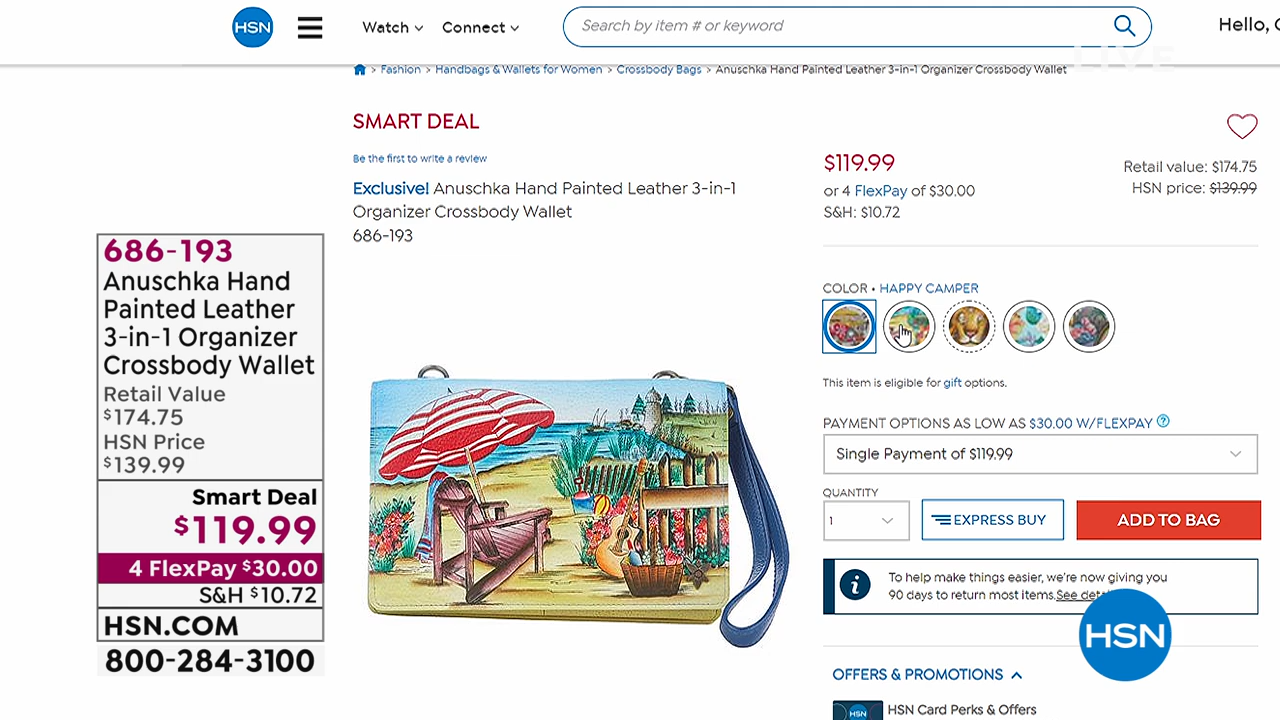 HSN
Watch
Connect
Search by item # or keyword
Hello,
LIVE
> Fashion > Handbags & Wallets for Women > Crossbody Bags > Anuschka Hand Painted Leather 3-in-1 Organizer Crossbody Wallet
SMART DEAL
Be the first to write a review
Exclusive! Anuschka Hand Painted Leather 3-in-1
Organizer Crossbody Wallet
686-193
$119.99
or 4 FlexPay of $30.00
S&H: $10.72
Retail value: $174.75
HSN price: $139.99
COLOR • HAPPY CAMPER
This item is eligible for gift options.
PAYMENT OPTIONS AS LOW AS $30.00 W/FLEXPAY ?
Single Payment of $119.99
QUANTITY
1
EXPRESS BUY
ADD TO BAG
i
To help make things easier, we're now giving you
90 days to return most items. See
HSN
OFFERS & PROMOTIONS
HSN
HSN Card Perks & Offers
686-193
Anuschka Hand
Painted Leather
3-in-1 Organizer
Crossbody Wallet
Retail Value
$174.75
HSN Price
$139.99
Smart Deal
$119.99
4 FlexPay $30.00
S&H $10.72
HSN.COM
800-284-3100